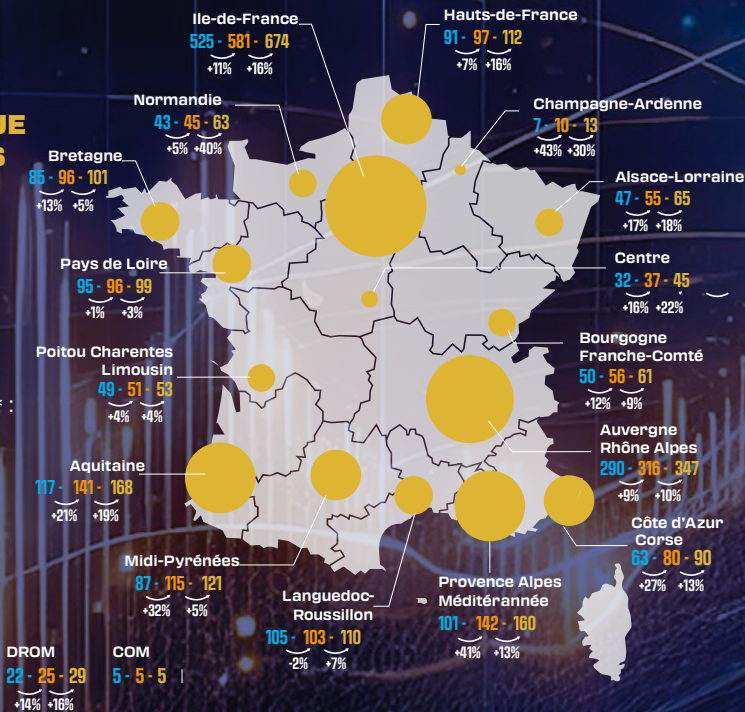 UE
S
Ile-de-France
525 - 581 - 674
+11% +16%
Hauts-de-France
91 - 97 - 112
+7% +16%
Normandie
43 - 45 - 63
+5% +40%
Champagne-Ardenne
7 - 10 - 13
+43% +30%
Bretagne
85 - 96 - 101
+13% +5%
Alsace-Lorraine
47 - 55 - 65
+17% +18%
Pays de Loire
95 - 96 - 99
+1% +3%
Centre
32 - 37 - 45
+16% +22%
Poitou Charentes
Limousin
49 - 51 - 53
+4% +4%
Bourgogne
Franche-Comté
50 - 56 - 61
+12% +9%
:
Auvergne
Rhône Alpes
290 - 316 - 347
+9% +10%
Aquitaine
117 - 141 - 168
+21% +19%
Côte d'Azur
Corse
63 - 80 - 90
+27% +13%
Midi-Pyrénées
87 - 115 - 121
+32% +5%
Languedoc-
Roussillon
105 - 103 - 110
-2% +7%
Provence Alpes
Méditérannée
101 - 142 - 160
+41% +13%
DROM
22 - 25 - 29
+14% +16%
COM
5 - 5 - 5